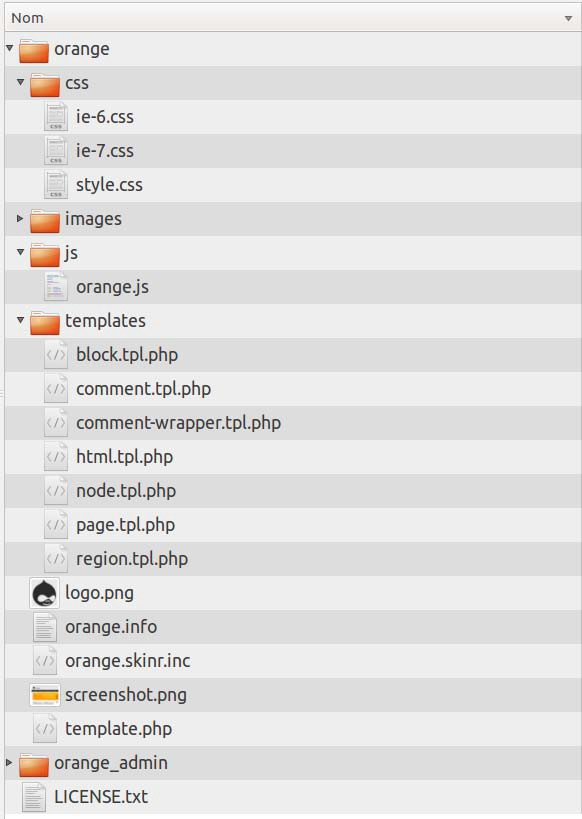 Nom
orange
css
ie-6.css
ie-7.css
style.css
images
js
orange.js
templates
block.tpl.php
comment.tpl.php
comment-wrapper.tpl.php
html.tpl.php
node.tpl.php
page.tpl.php
region.tpl.php
logo.png
orange.info
orange.skinr.inc
screenshot.png
template.php
orange_admin
LICENSE.txt